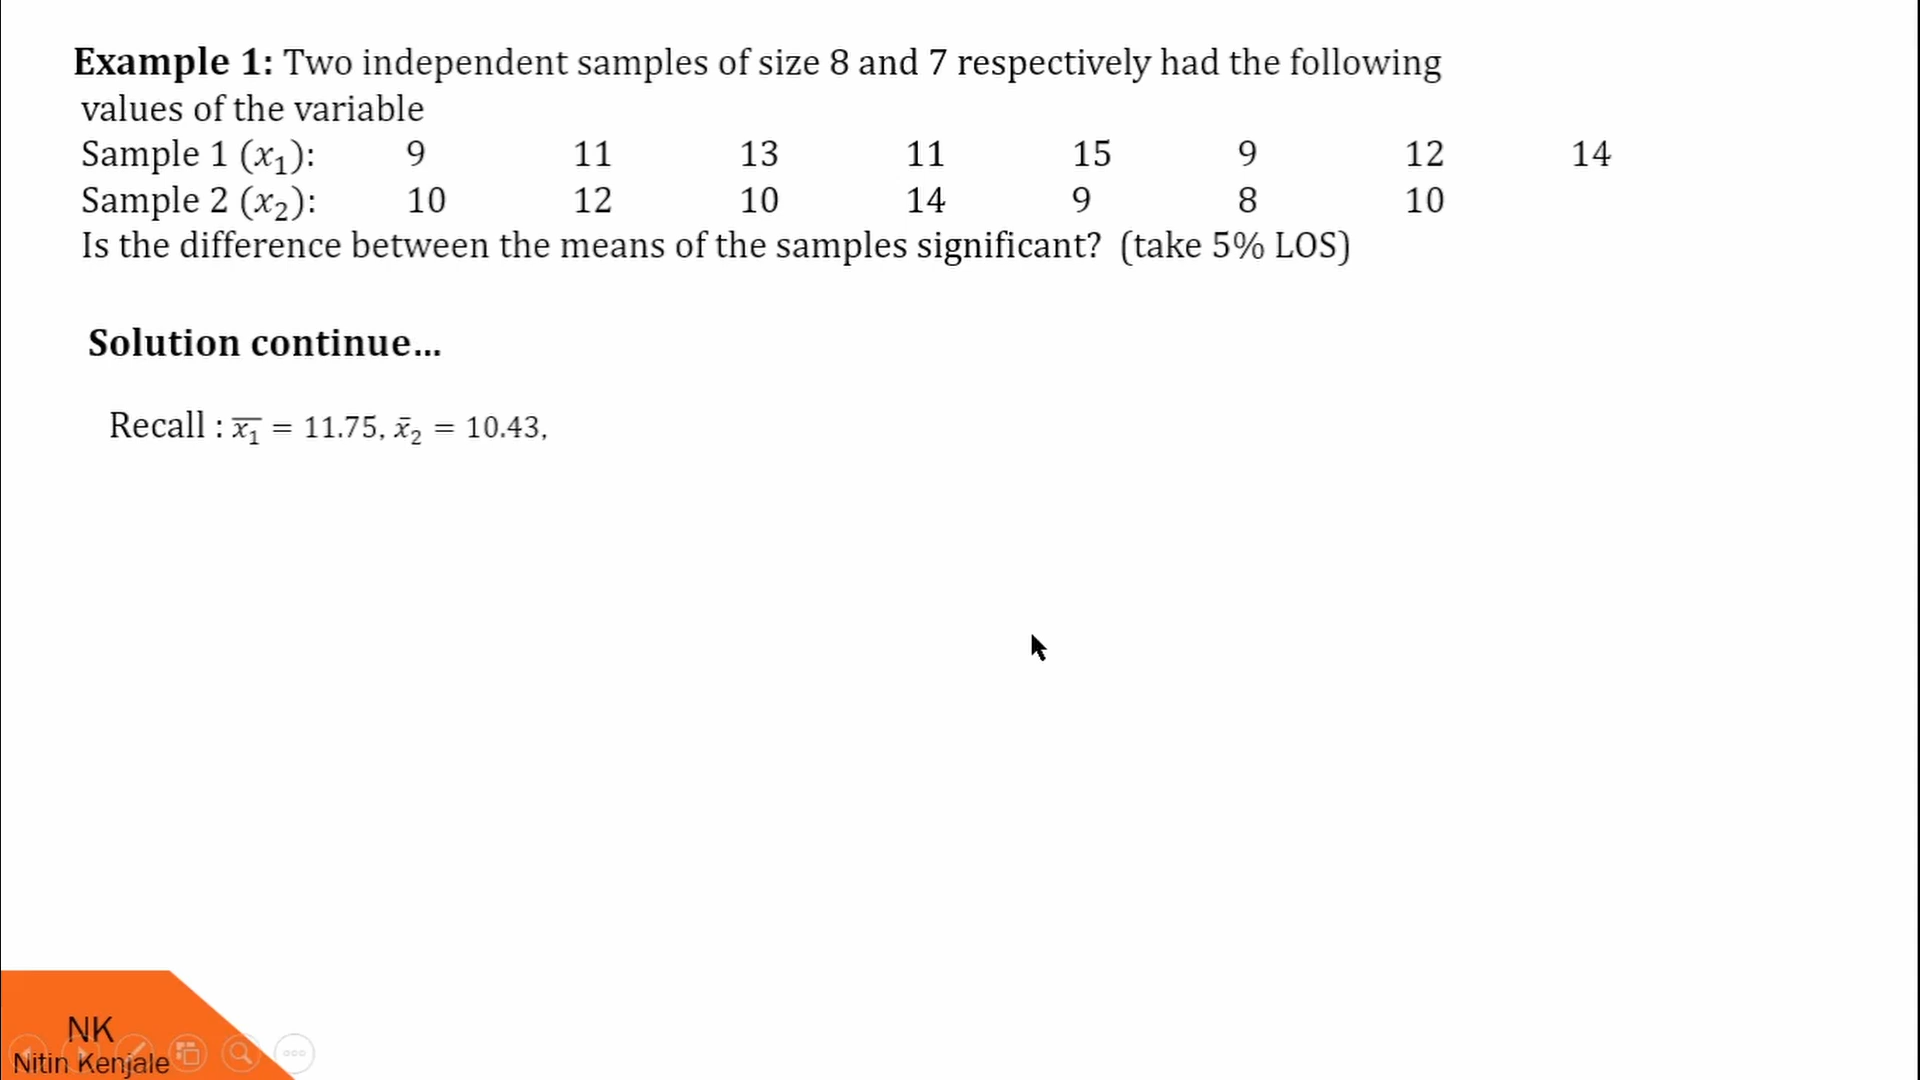 Example 1: Two independent samples of size 8 and 7 respectively had the following
values of the variable
Sample 1 (x₁): 9 11 13 11 15 9 12 14
Sample 2 (x₂): 10 12 10 14 9 8 10
Is the difference between the means of the samples significant? (take 5% LOS)
Solution continue...
Recall : x̅₁ = 11.75, x̄₂ = 10.43,
NK
Nitin Kenjale